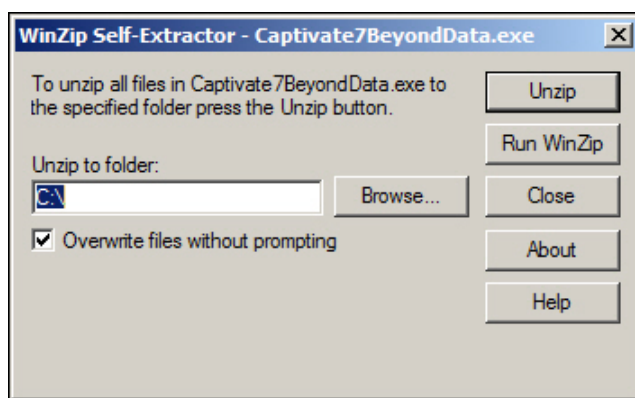 WinZip Self-Extractor - Captivate7BeyondData.exe
To unzip all files in Captivate7BeyondData.exe to
the specified folder press the Unzip button.
Unzip
Run WinZip
Unzip to folder:
C:\
Browse...
Close
Overwrite files without prompting
About
Help